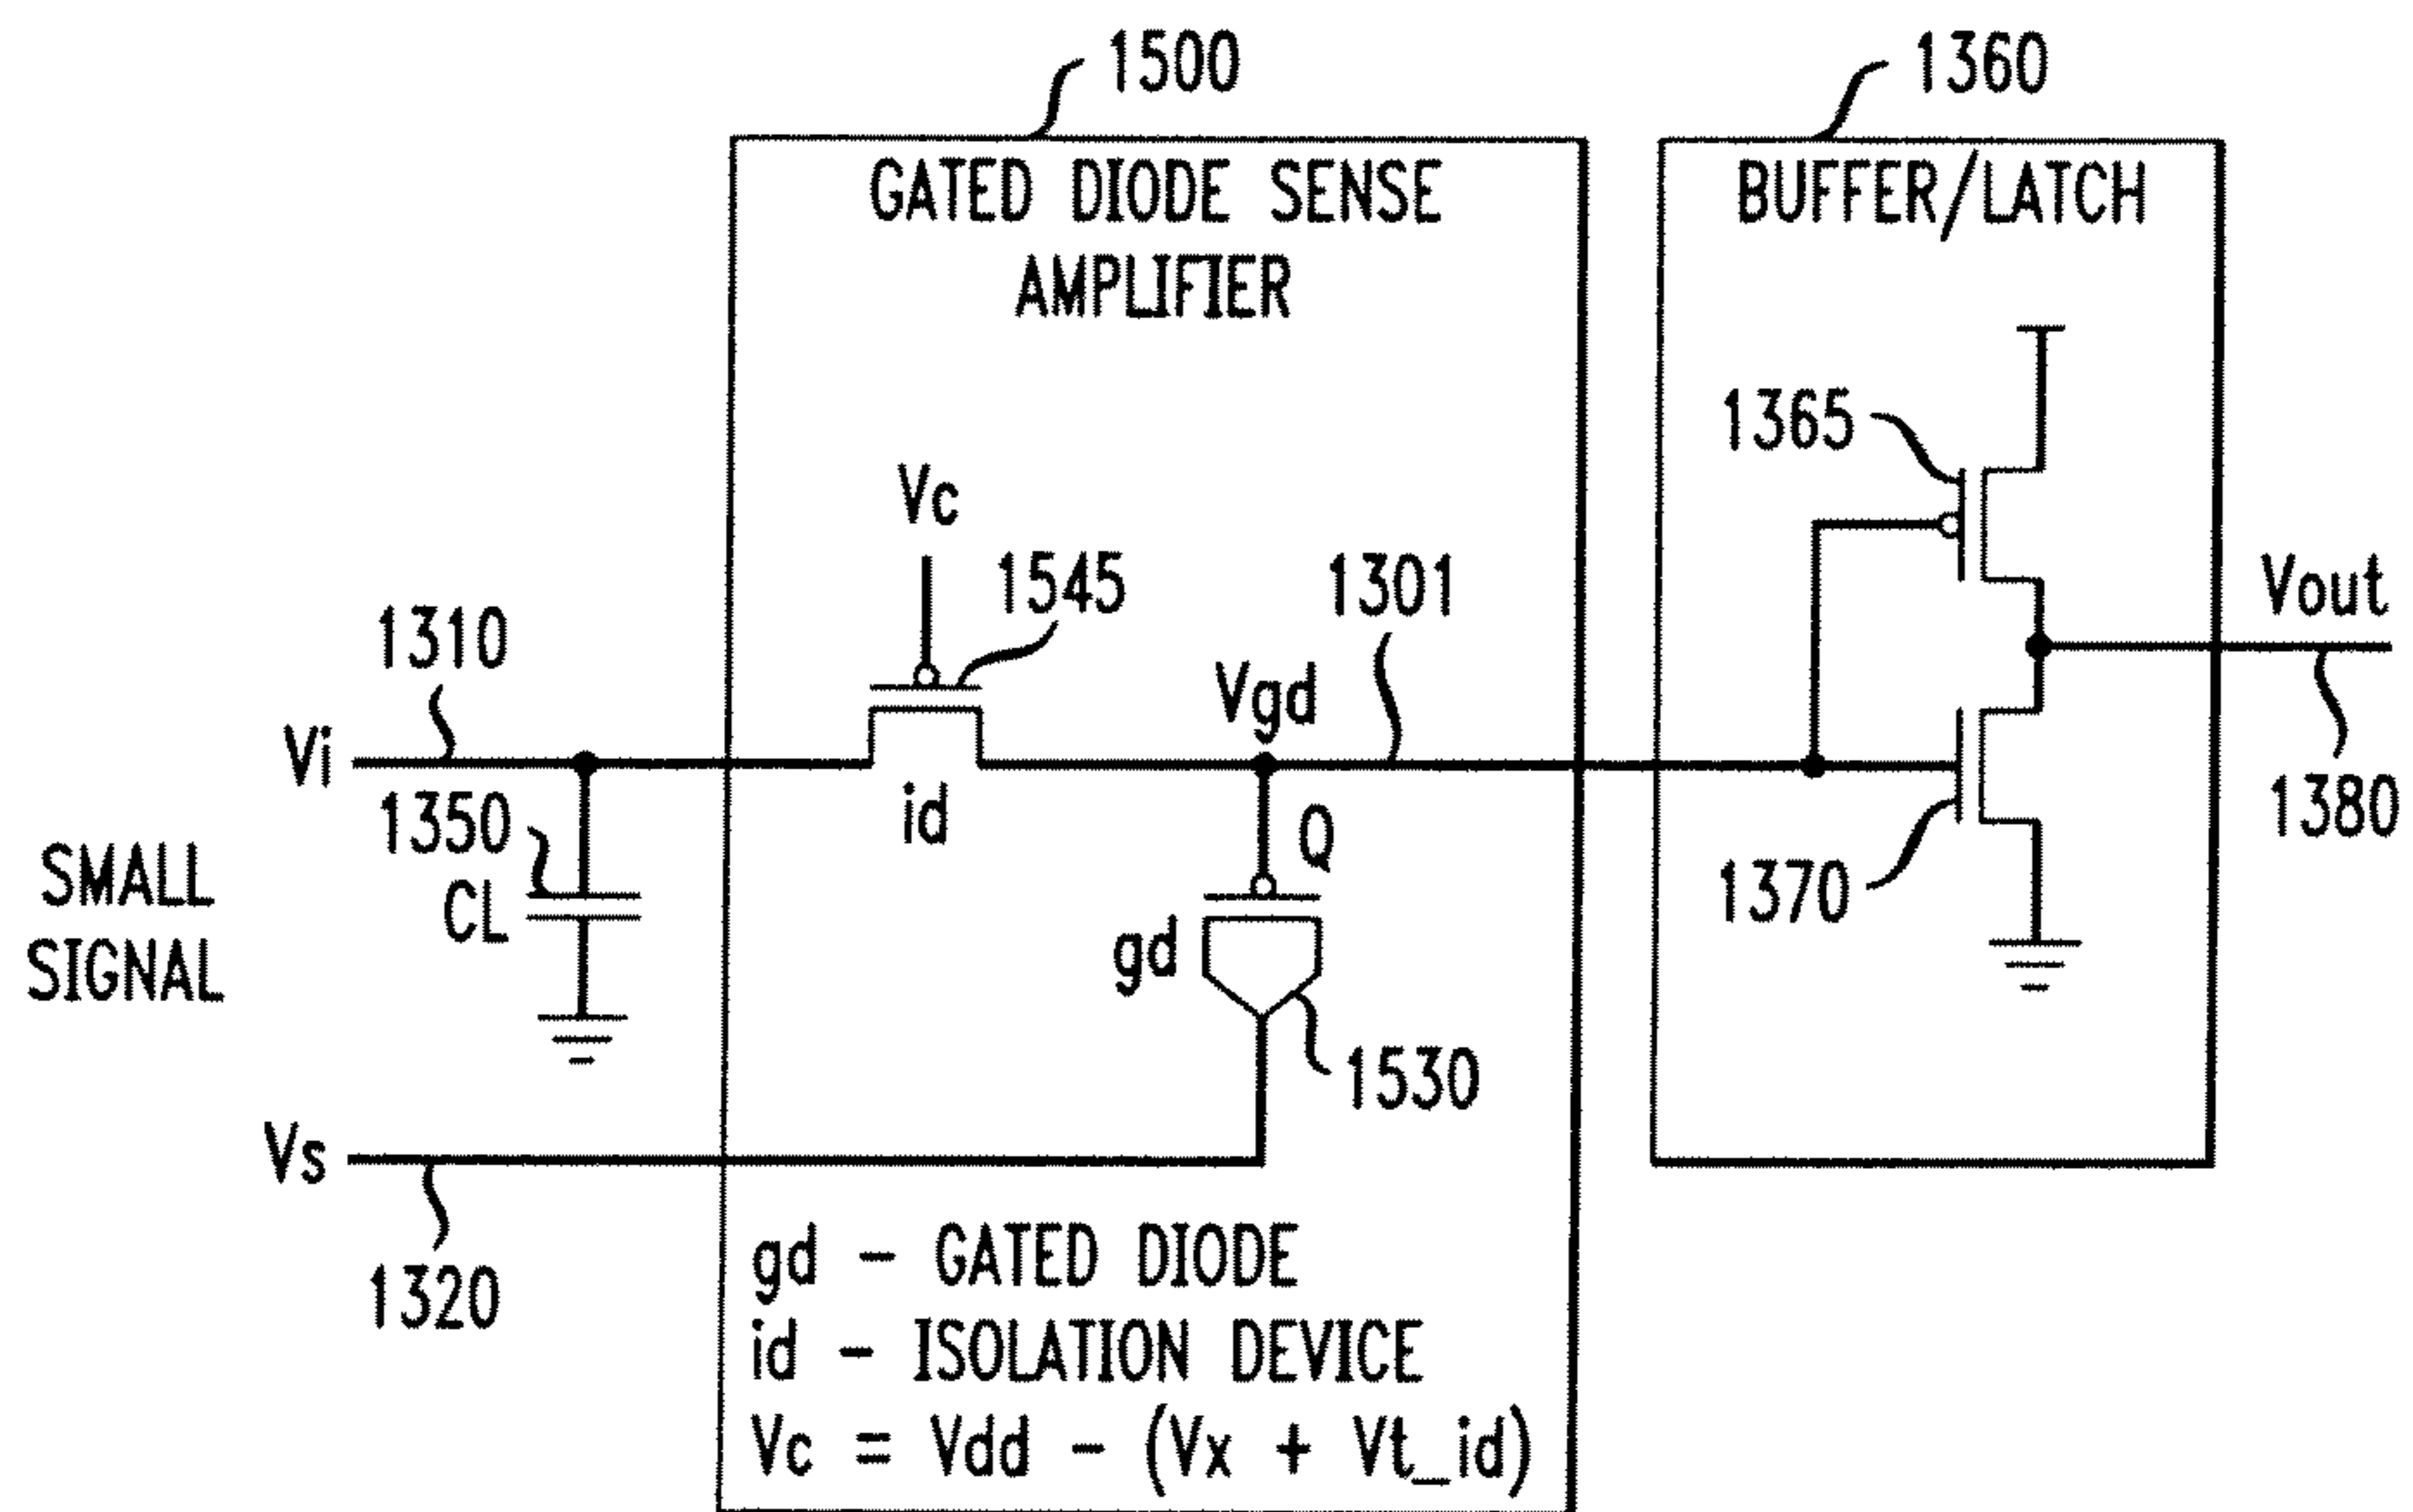 1500
1360
GATED DIODE SENSE
AMPLIFIER
BUFFER/LATCH
1365
Vc
1545
1301
Vout
1310
Vgd
Vi
id
1350
CL
Q
1370
1380
SMALL
SIGNAL
gd
1530
Vs
1320
gd - GATED DIODE
id - ISOLATION DEVICE
Vc = Vdd - (Vx + Vt_id)